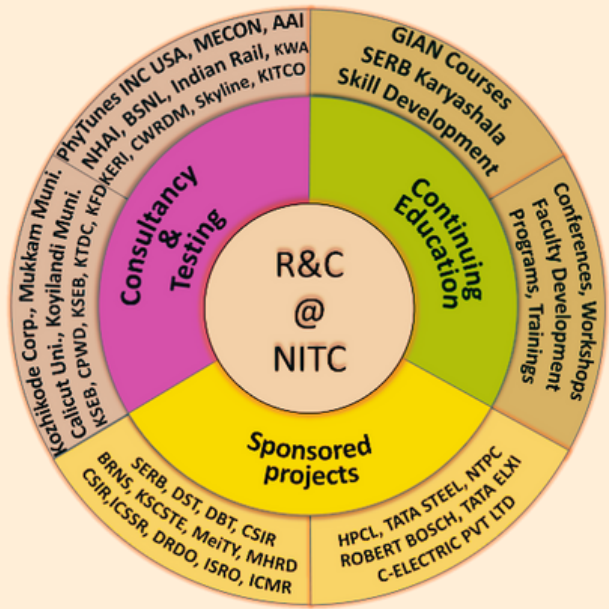 R&C
@
NITC
Consultancy
&
Testing
Continuing
Education
Sponsored
projects
PhyTunes INC USA, MECON, AAI
NHAI, BSNL, Indian Rail, KWA
KFDKERI, CWRDM, Skyline, KITCO
GIAN Courses
SERB Karyashala
Skill Development
Conferences, Workshops
Faculty Development
Programs, Trainings
HPCL, TATA STEEL, NTPC
ROBERT BOSCH, TATA ELXI
C-ELECTRIC PVT LTD
SERB, DST, DBT, CSIR
BRNS, KSCSTE, MeiTY, MHRD
CSIR,ICSSR, DRDO, ISRO, ICMR
Kozhikode Corp., Mukkam Muni.
Calicut Uni., Koyilandi Muni.
KSEB, CPWD, KSEB, KTDC,